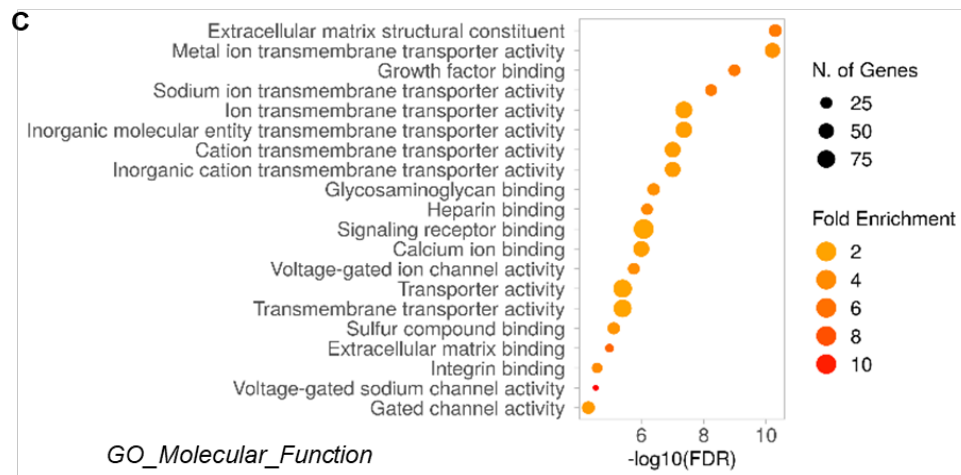 C
Extracellular matrix structural constituent
Metal ion transmembrane transporter activity
Growth factor binding
Sodium ion transmembrane transporter activity
Ion transmembrane transporter activity
Inorganic molecular entity transmembrane transporter activity
Cation transmembrane transporter activity
Inorganic cation transmembrane transporter activity
Glycosaminoglycan binding
Heparin binding
Signaling receptor binding
Calcium ion binding
Voltage-gated ion channel activity
Transporter activity
Transmembrane transporter activity
Sulfur compound binding
Extracellular matrix binding
Integrin binding
Voltage-gated sodium channel activity
Gated channel activity
6 8 10
-log10(FDR)
GO_Molecular_Function
N. of Genes
25
50
75
Fold Enrichment
2
4
6
8
10